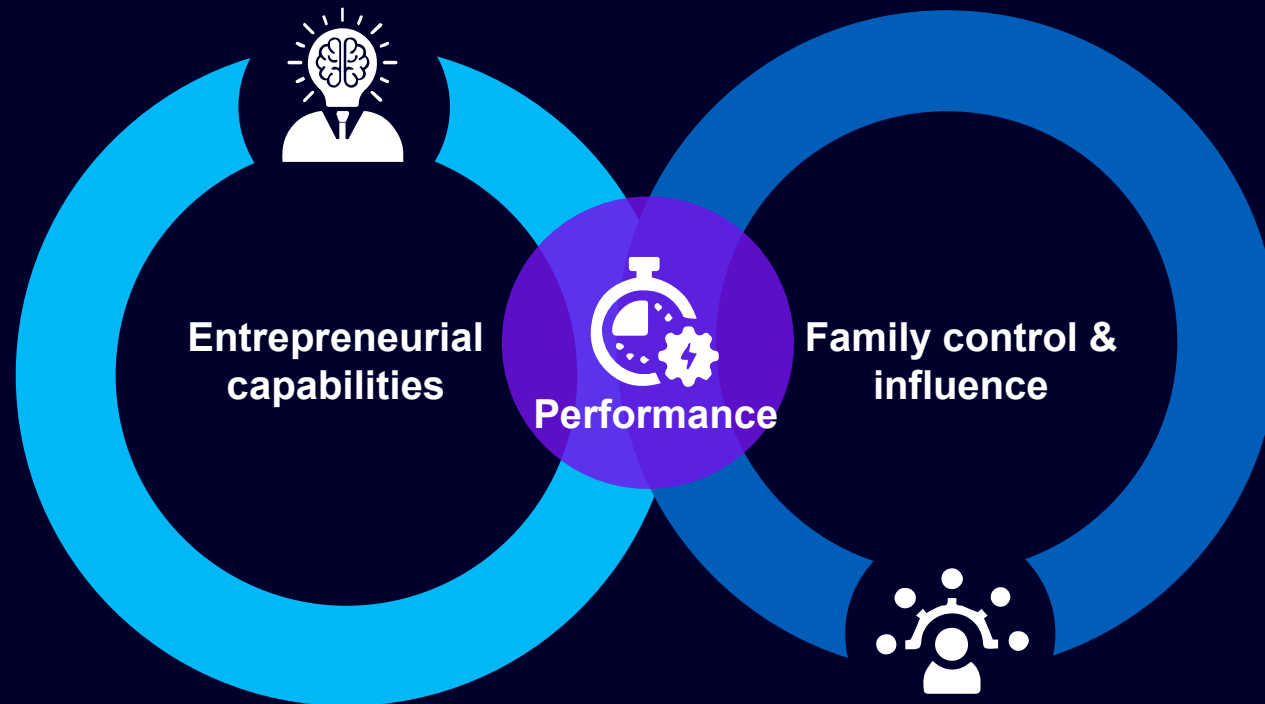 Entrepreneurial
capabilities
Performance
Family control &
influence